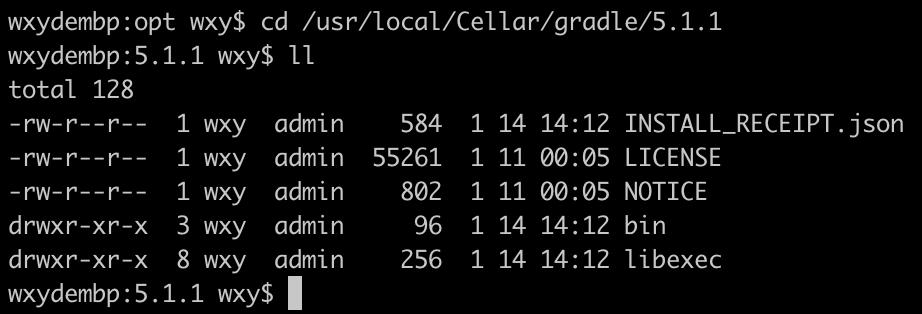 wxydembp:opt wxy$ cd /usr/local/Cellar/gradle/5.1.1
wxydembp:5.1.1 wxy$ ll
total 128
-rw-r--r--  1 wxy  admin    584  1 14 14:12 INSTALL_RECEIPT.json
-rw-r--r--  1 wxy  admin  55261  1 11 00:05 LICENSE
-rw-r--r--  1 wxy  admin    802  1 11 00:05 NOTICE
drwxr-xr-x  3 wxy  admin     96  1 14 14:12 bin
drwxr-xr-x  8 wxy  admin    256  1 14 14:12 libexec
wxydembp:5.1.1 wxy$